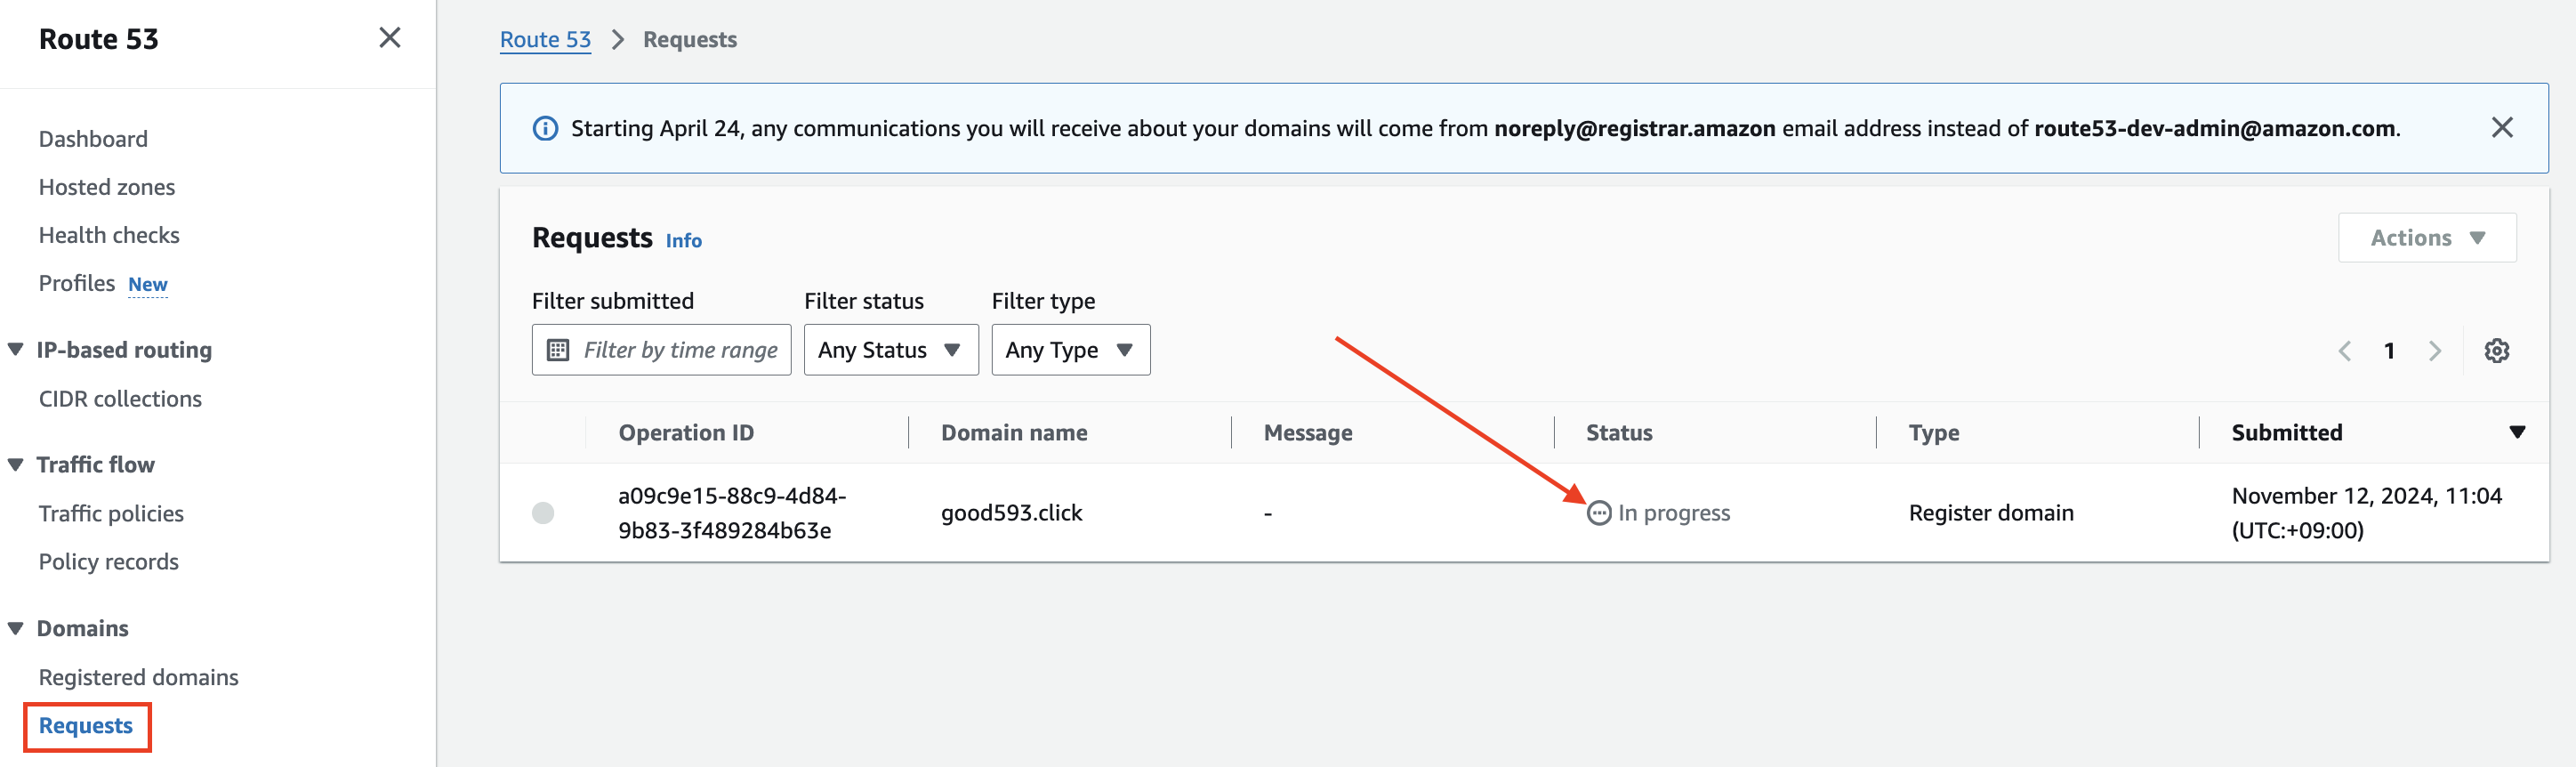 Route 53
Dashboard
Hosted zones
Health checks
Profiles New
IP-based routing
CIDR collections
Traffic flow
Traffic policies
Policy records
Domains
Registered domains
Requests
Route 53 > Requests
Starting April 24, any communications you will receive about your domains will come from noreply@registrar.amazon email address instead of route53-dev-admin@amazon.com.
Requests Info
Actions
Filter submitted Filter status Filter type
Filter by time range Any Status Any Type
1
Operation ID Domain name Message Status Type Submitted
a09c9e15-88c9-4d84-
9b83-3f489284b63e
good593.click
-
In progress
Register domain
November 12, 2024, 11:04
(UTC:+09:00)